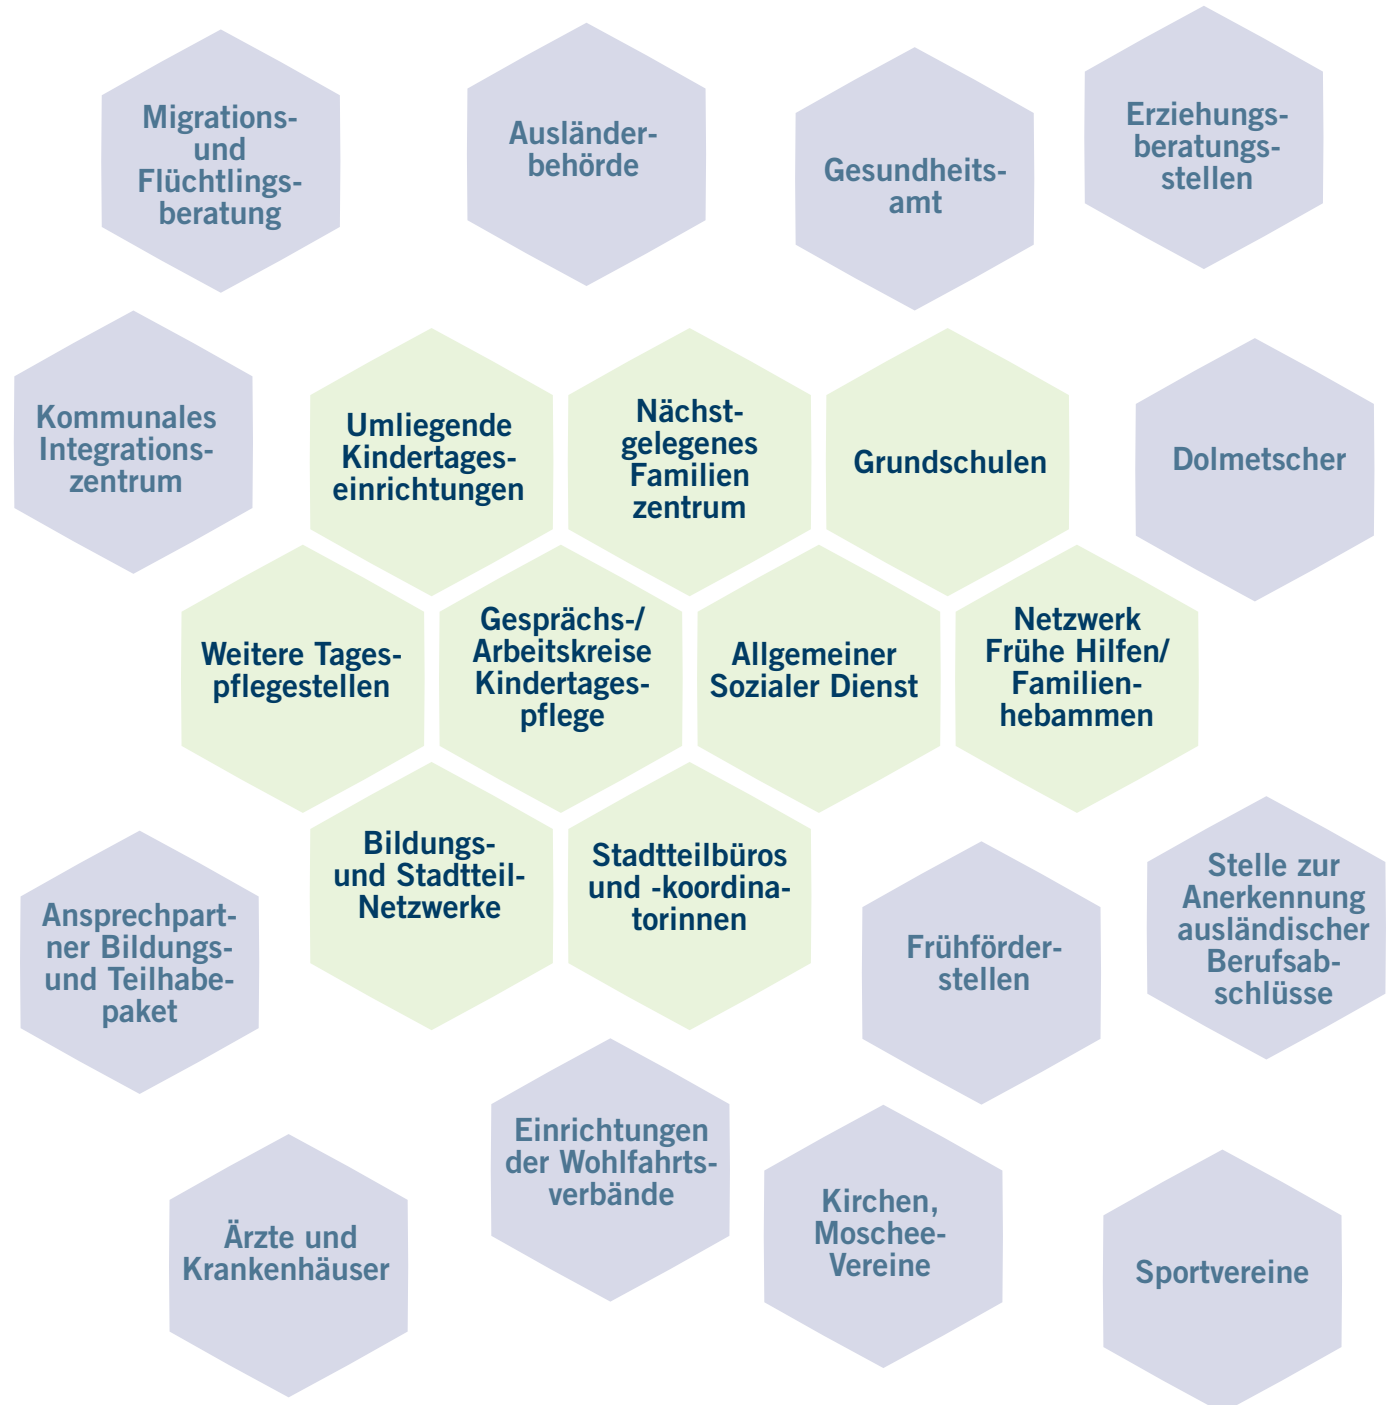 Migrations-
und
Flüchtlings-
beratung
Ausländer-
behörde
Gesundheits-
amt
Erziehungs-
beratungs-
stellen
Kommunales
Integrations-
zentrum
Umliegende
Kindertages-
einrichtungen
Nächst-
gelegenes
Familien
zentrum
Grundschulen
Dolmetscher
Weitere Tages-
pflegestellen
Gesprächs-/
Arbeitskreise
Kindertages-
pflege
Allgemeiner
Sozialer Dienst
Netzwerk
Frühe Hilfen/
Familien-
hebammen
Bildungs-
und Stadtteil-
Netzwerke
Stadtteilbüros
und -koordina-
torinnen
Ansprechpart-
ner Bildungs-
und Teilhabe-
paket
Frühförder-
stellen
Stelle zur
Anerkennung
ausländischer
Berufsab-
schlüsse
Einrichtungen
der Wohlfahrts-
verbände
Ärzte und
Krankenhäuser
Kirchen,
Moschee-
Vereine
Sportvereine